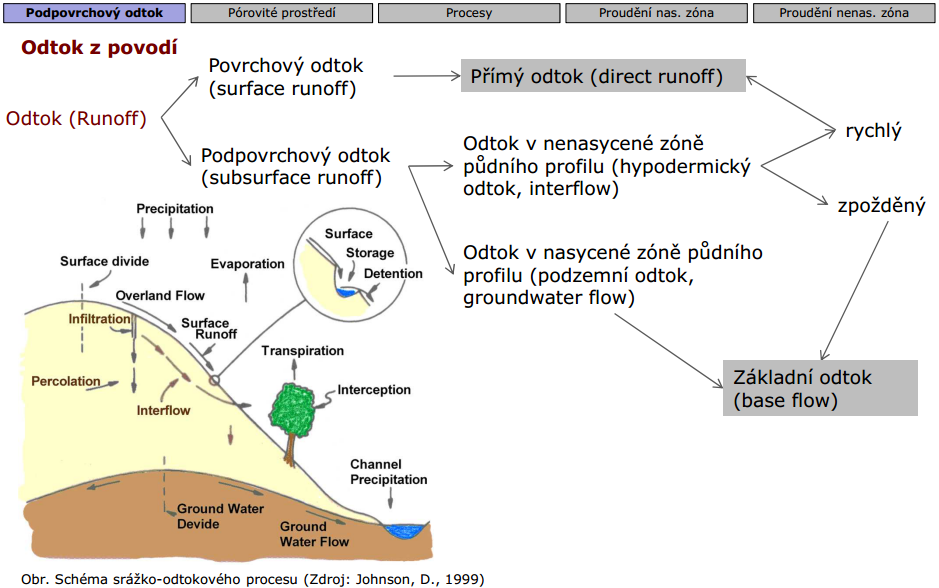 Podpovrchový odtok
Pórovité prostředí
Procesy
Proudění nas. zóna
Proudění nenas. zóna
Odtok z povodí
Odtok (Runoff)
Povrchový odtok
(surface runoff)
Přímý odtok (direct runoff)
Podpovrchový odtok
(subsurface runoff)
Odtok v nenasycené zóně
půdního profilu (hypodermický
odtok, interflow)
rychlý
zpožděný
Odtok v nasycené zóně půdního
profilu (podzemní odtok,
groundwater flow)
Základní odtok
(base flow)
Precipitation
Surface divide
Evaporation
Surface
Storage
Detention
Overland Flow
Infiltration
Surface
Runoff
Transpiration
Percolation
Interflow
Interception
Channel
Precipitation
Ground Water
Devide
Ground
Water Flow
Obr. Schéma srážko-odtokového procesu (Zdroj: Johnson, D., 1999)